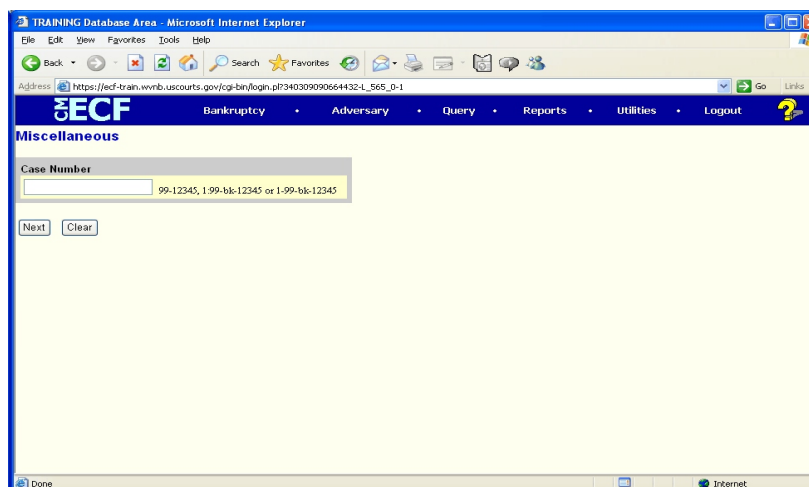 TRAINING Database Area - Microsoft Internet Explorer
File Edit View Favorites Tools Help
Back Search Favorites
Address https://ecf-train.wvnb.uscourts.gov/cgi-bin/login.pl?340309090664432-L_565_0-1 Go Links
CM ECF Bankruptcy • Adversary • Query • Reports • Utilities • Logout ?
Miscellaneous
Case Number
99-12345, 1:99-bk-12345 or 1-99-bk-12345
Next Clear
Done Internet